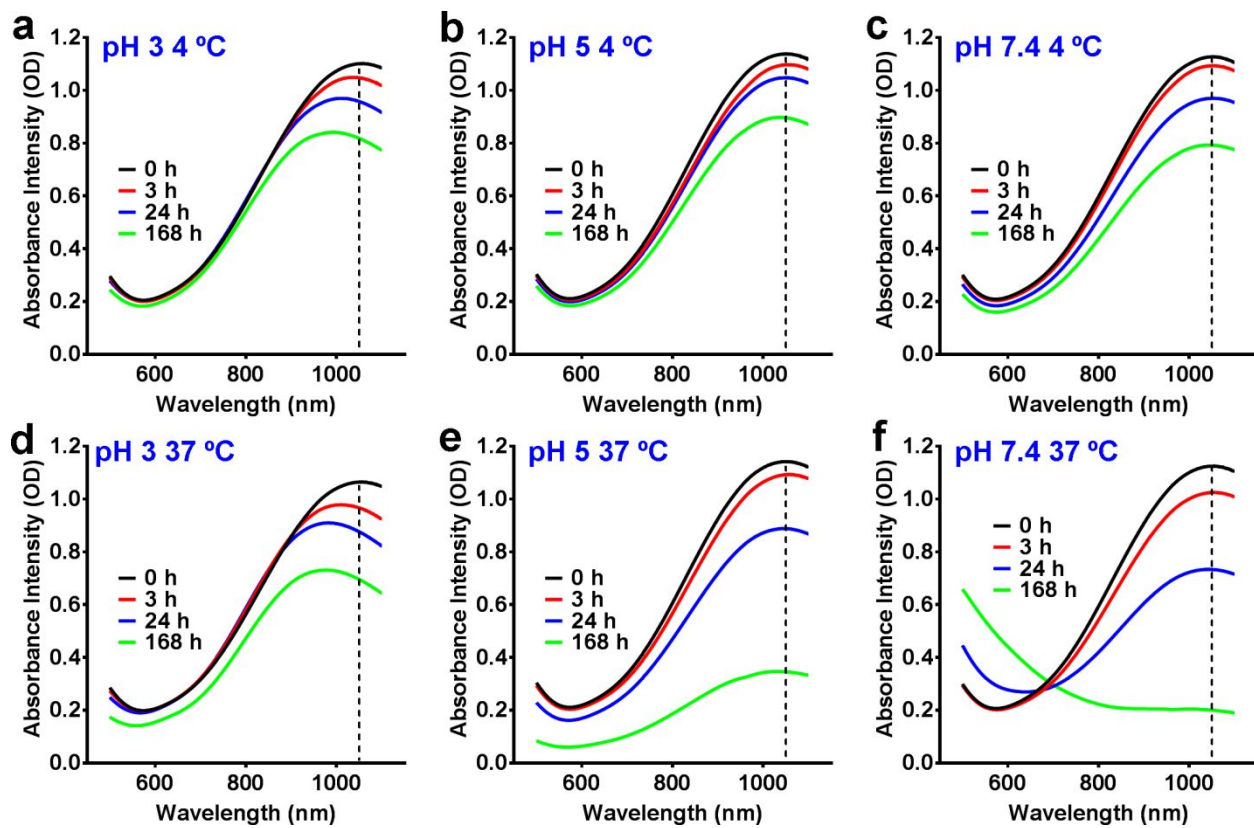 a
pH 3 4 ºC
Absorbance Intensity (OD)
1.2
1.0
0.8
0.6
0.4
0.2
0.0
0 h
3 h
24 h
168 h
600
800
1000
Wavelength (nm)
b
pH 5 4 ºC
Absorbance Intensity (OD)
1.2
1.0
0.8
0.6
0.4
0.2
0.0
0 h
3 h
24 h
168 h
600
800
1000
Wavelength (nm)
c
pH 7.4 4 ºC
Absorbance Intensity (OD)
1.2
1.0
0.8
0.6
0.4
0.2
0.0
0 h
3 h
24 h
168 h
600
800
1000
Wavelength (nm)
d
pH 3 37 ºC
Absorbance Intensity (OD)
1.2
1.0
0.8
0.6
0.4
0.2
0.0
0 h
3 h
24 h
168 h
600
800
1000
Wavelength (nm)
e
pH 5 37 ºC
Absorbance Intensity (OD)
1.2
1.0
0.8
0.6
0.4
0.2
0.0
0 h
3 h
24 h
168 h
600
800
1000
Wavelength (nm)
f
pH 7.4 37 ºC
Absorbance Intensity (OD)
1.2
1.0
0.8
0.6
0.4
0.2
0.0
0 h
3 h
24 h
168 h
600
800
1000
Wavelength (nm)